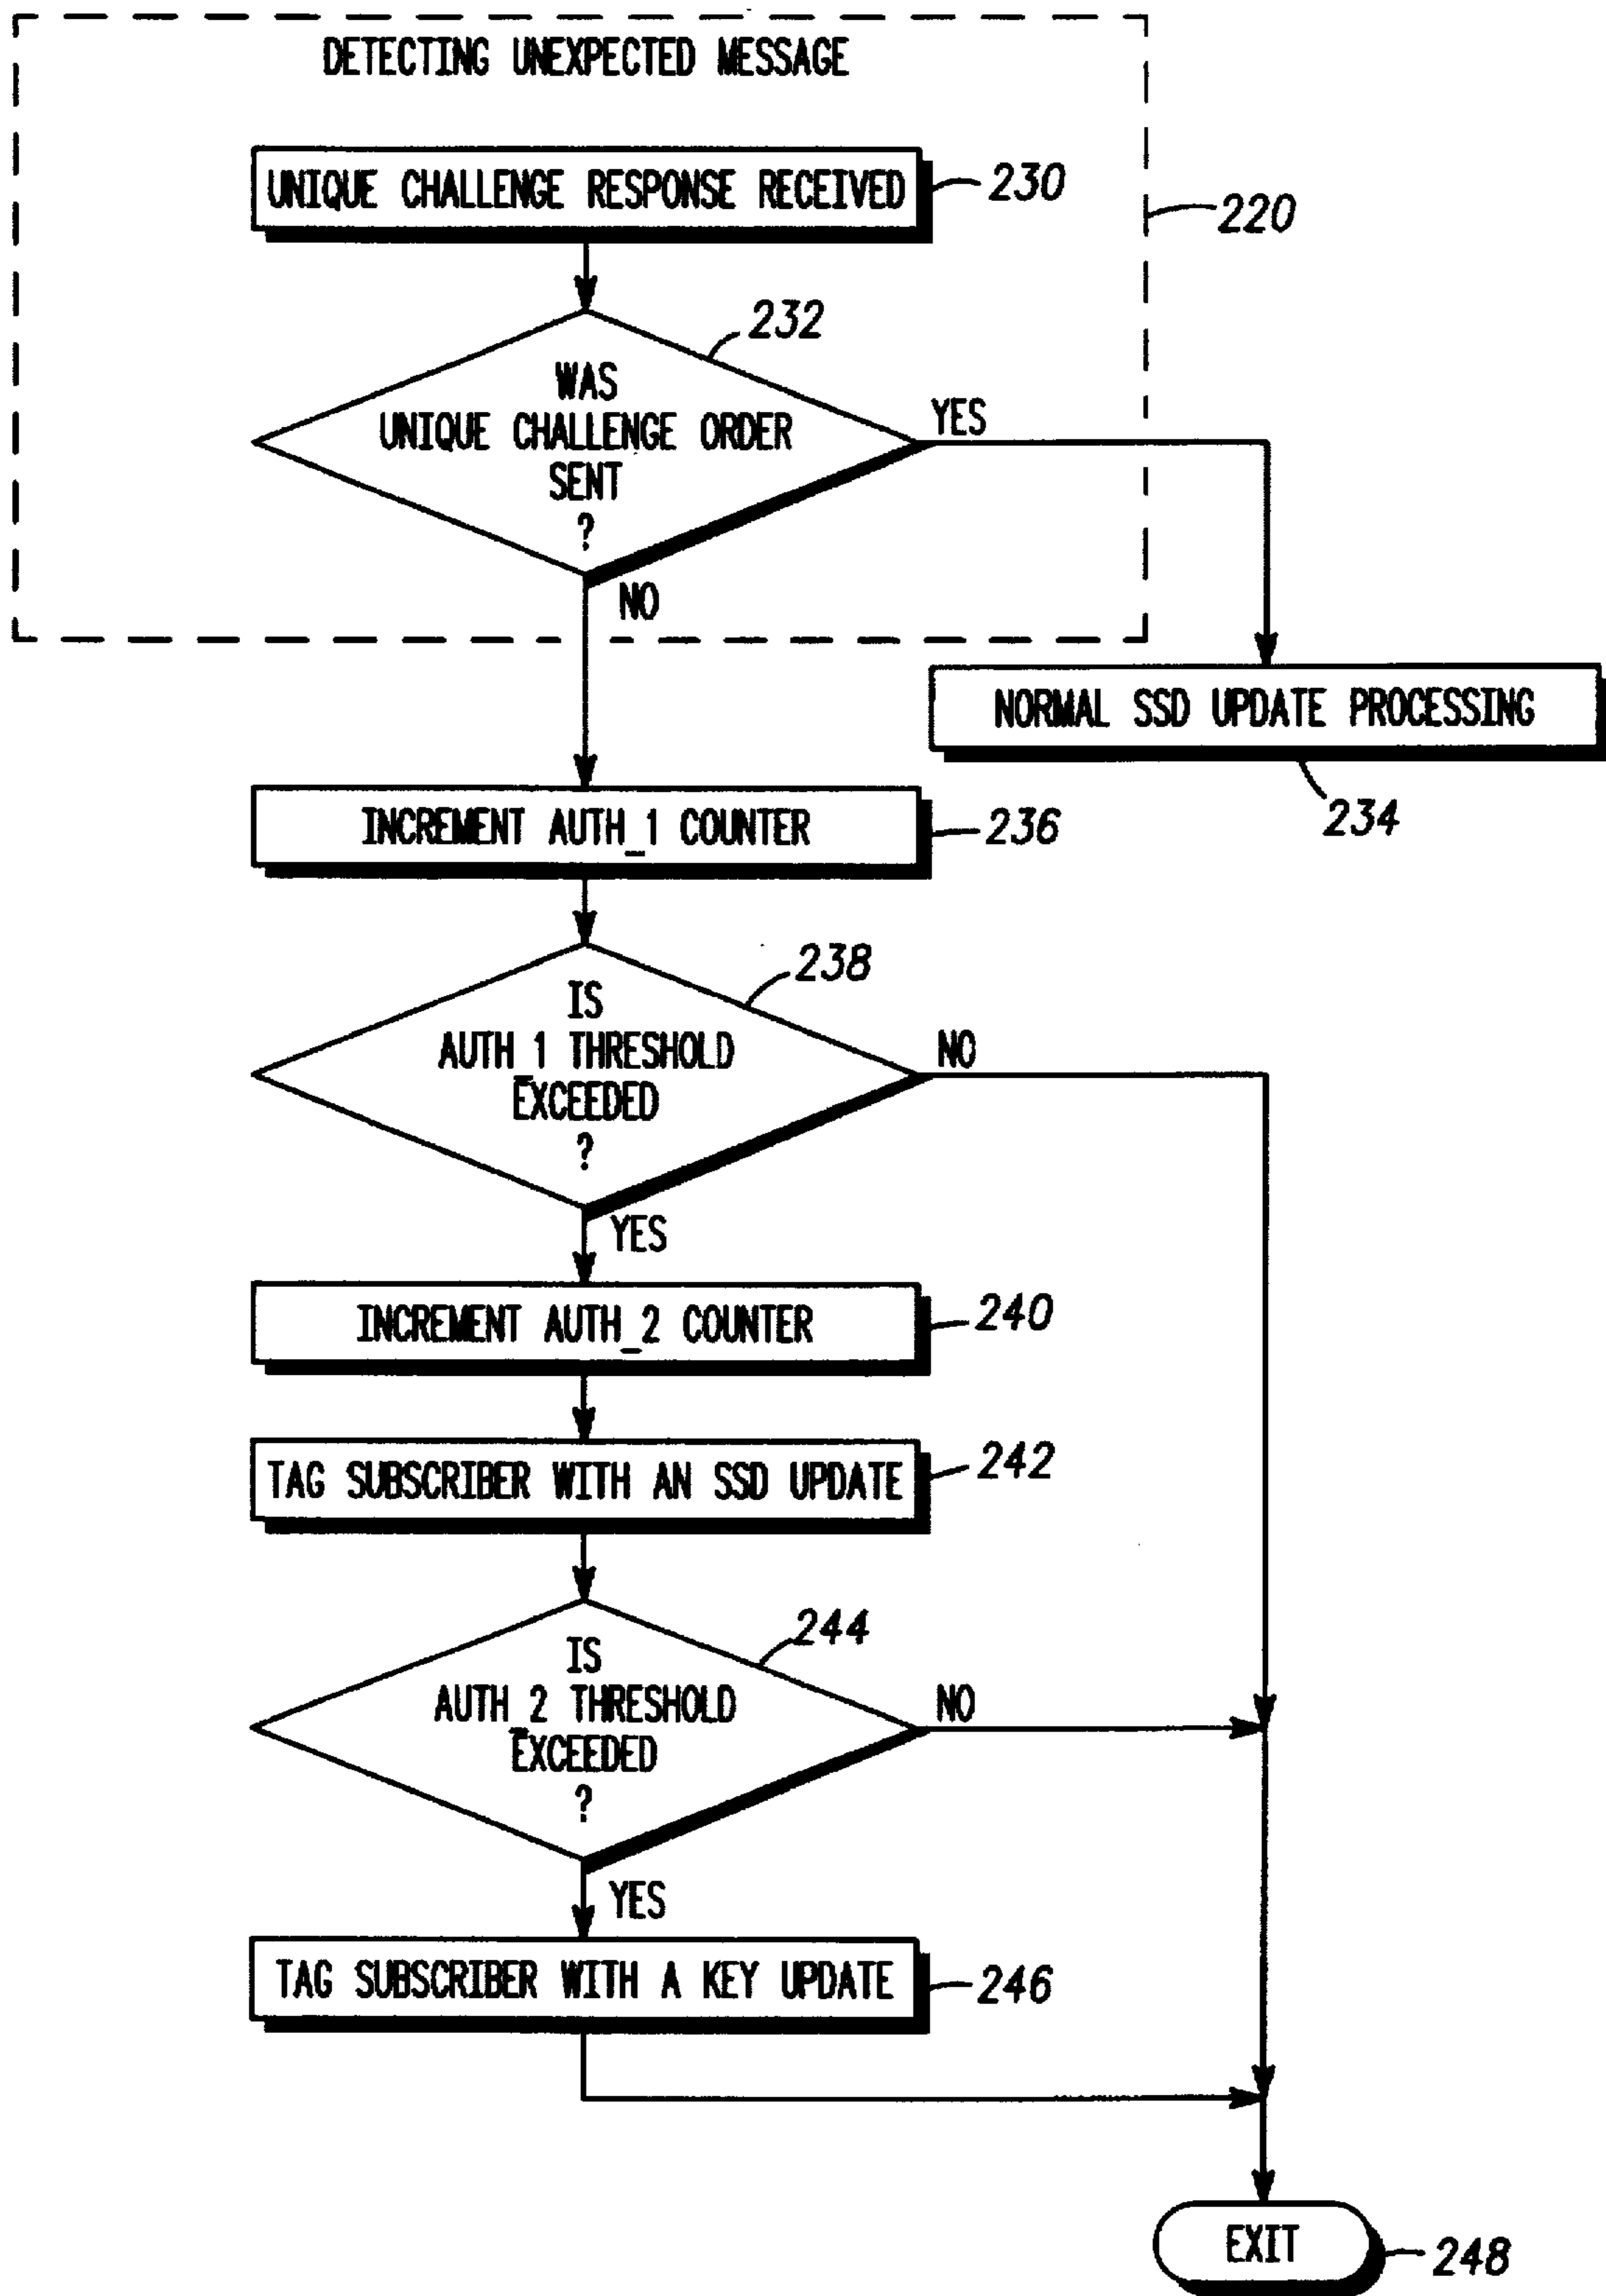 DETECTING UNEXPECTED MESSAGE
UNIQUE CHALLENGE RESPONSE RECEIVED
230
220
232
WAS
UNIQUE CHALLENGE ORDER
SENT
?
YES
NO
NORMAL SSD UPDATE PROCESSING
234
INCREMENT AUTH_1 COUNTER
236
238
IS
AUTH_1 THRESHOLD
EXCEEDED
?
NO
YES
INCREMENT AUTH_2 COUNTER
240
TAG SUBSCRIBER WITH AN SSD UPDATE
242
244
IS
AUTH_2 THRESHOLD
EXCEEDED
?
NO
YES
TAG SUBSCRIBER WITH A KEY UPDATE
246
EXIT
248